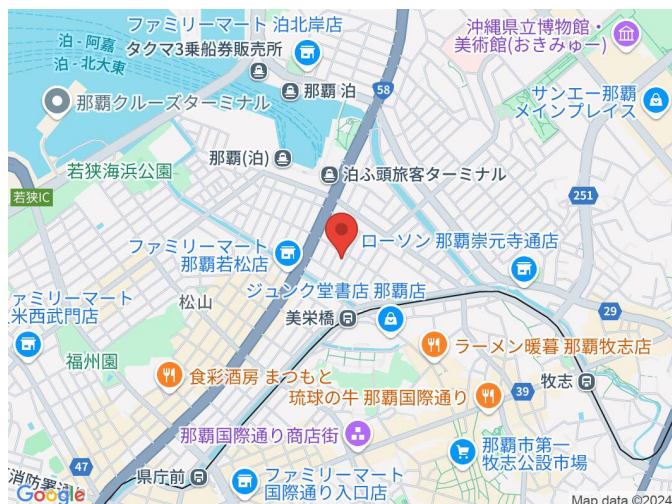 ファミリーマート 泊北岸店
タクマ3乗船券販売所
泊 - 阿嘉
泊 - 北大東
那覇 泊
58
沖縄県立博物館・
美術館(おきみゅー)
サンエー那覇
メインプレイス
那覇クルーズターミナル
那覇(泊)
泊ふ頭旅客ターミナル
若狭海浜公園
若狭IC
251
ファミリーマート
那覇若松店
ローソン 那覇崇元寺通店
松山
ジュンク堂書店 那覇店
29
ァミリーマート
米西武門店
美栄橋
福州園
食彩酒房 まつもと
ラーメン暖暮 那覇牧志店
牧志
琉球の牛 那覇国際通り
39
那覇国際通り商店街
那覇市第一
牧志公設市場
47
県庁前
消防署
ファミリーマート
国際通り入口店
Google
Map data ©2024